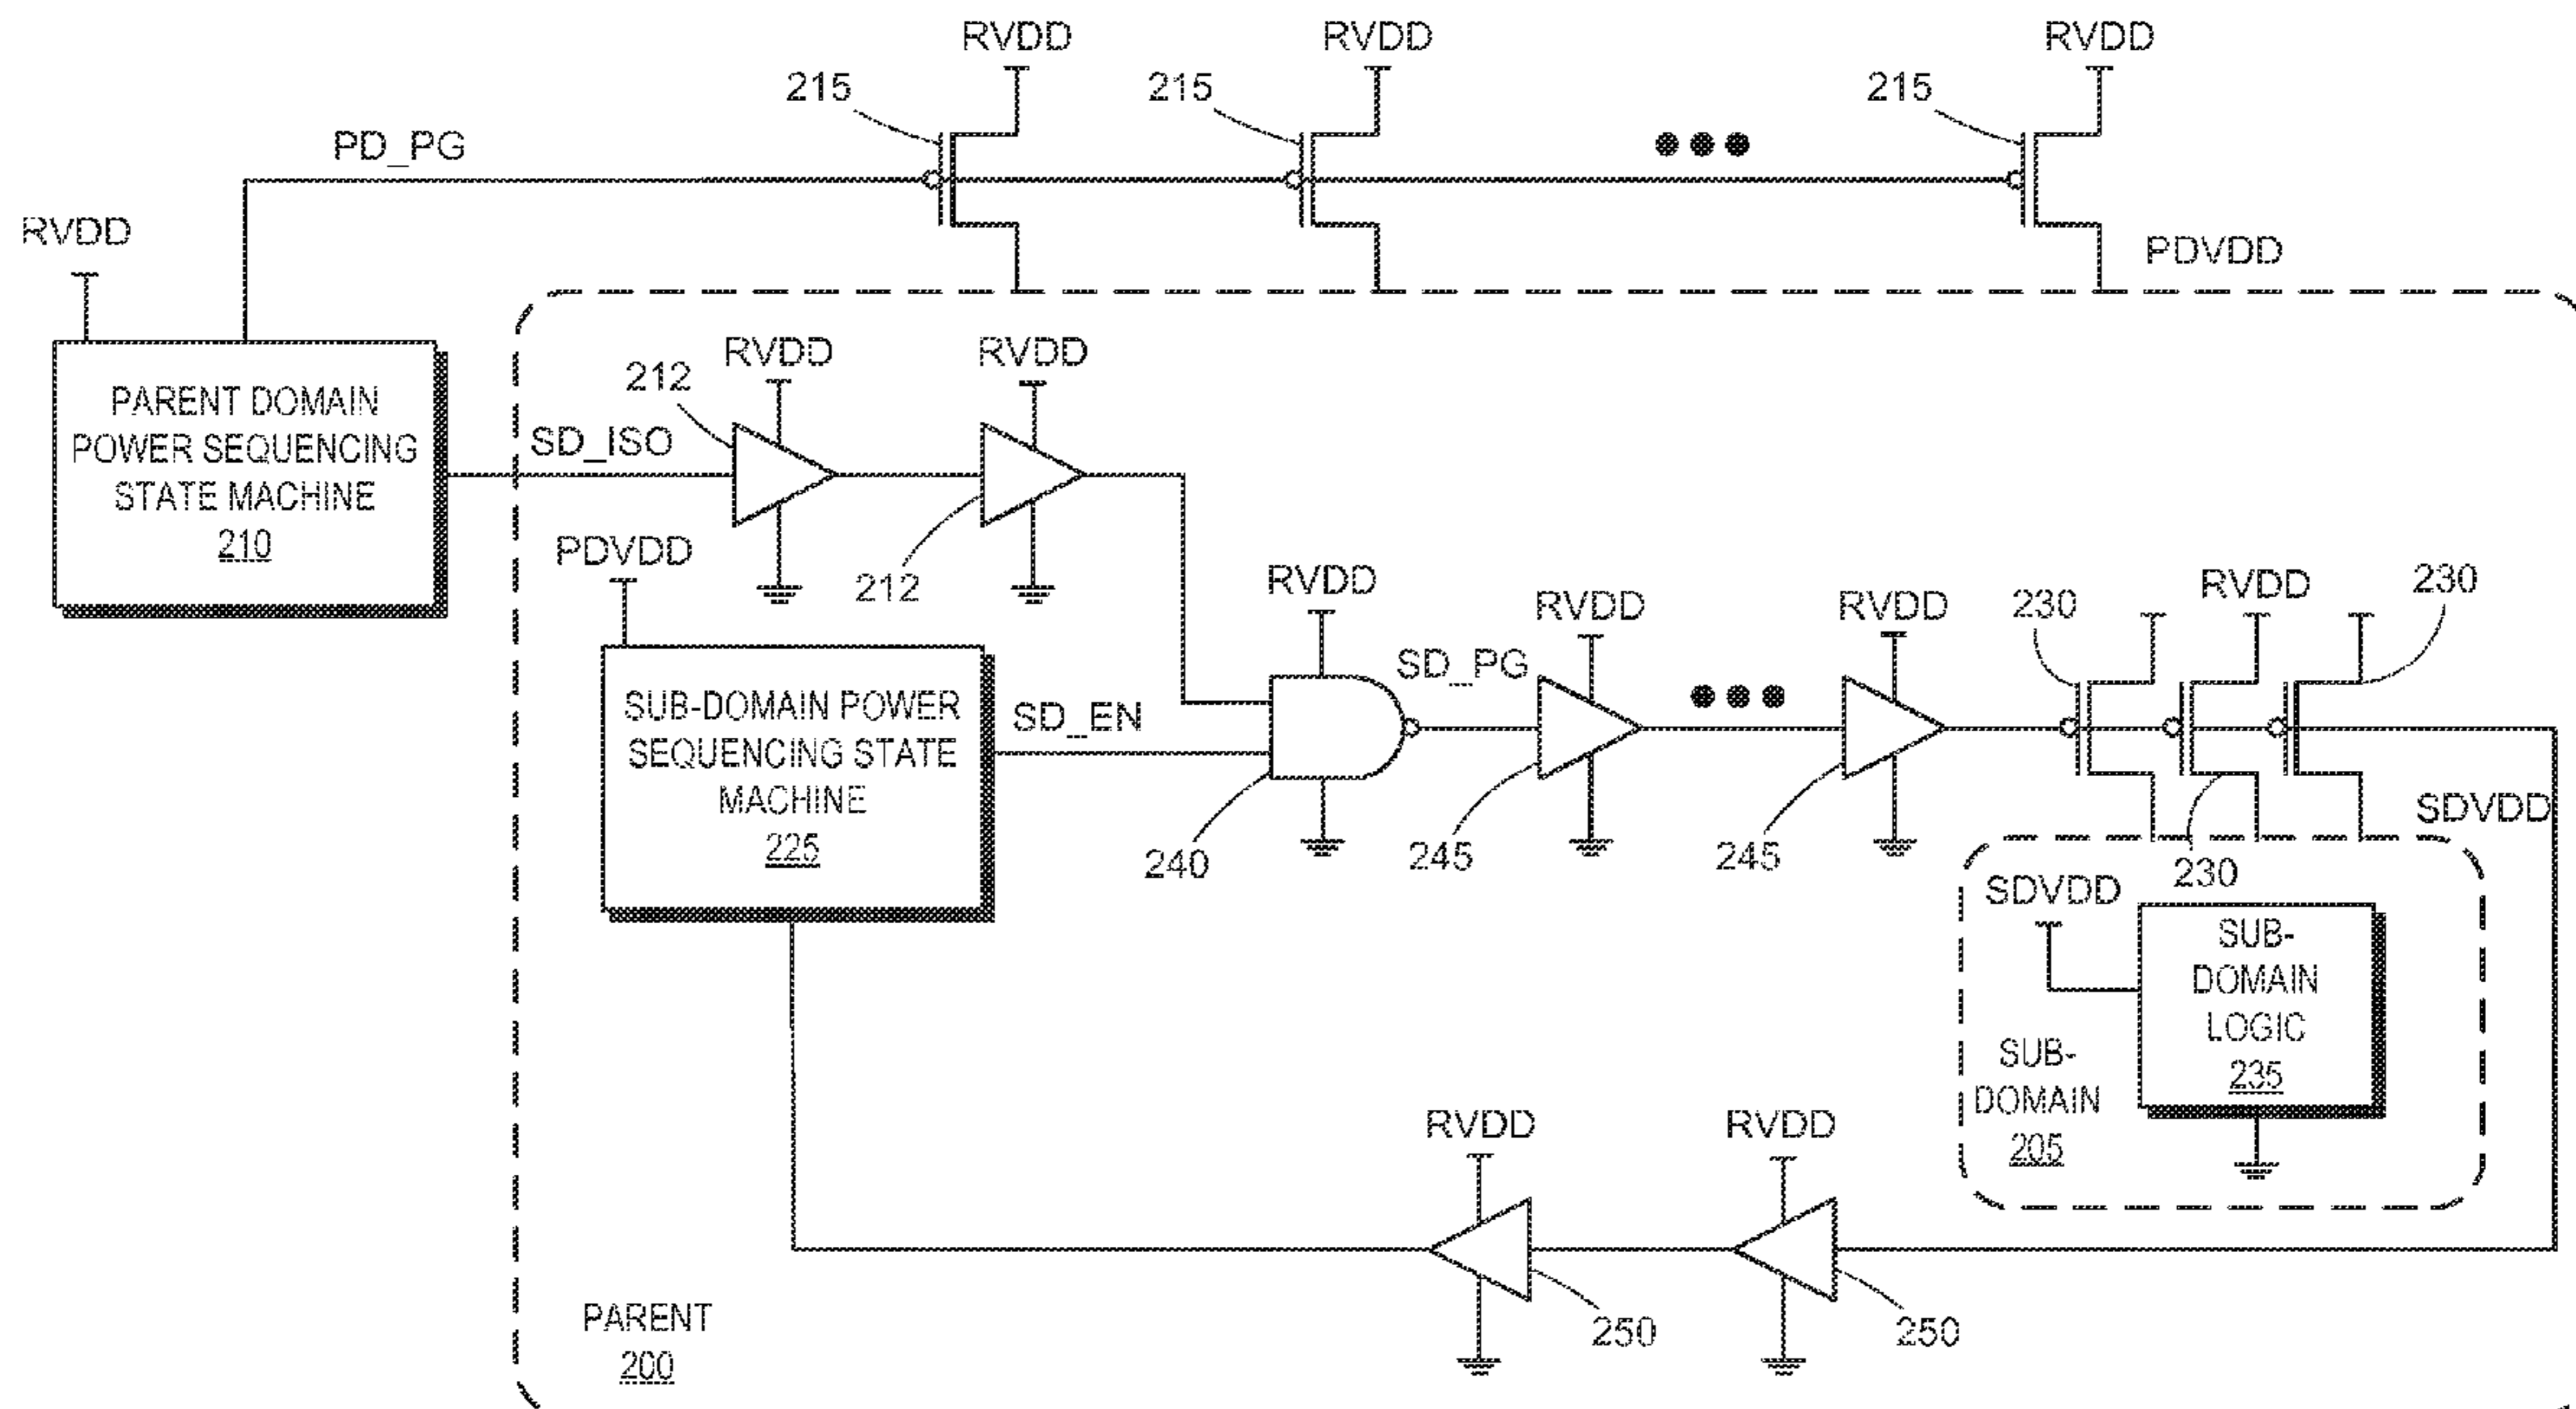 RVDD
RVDD
RVDD
215
215
215
PD_PG
RVDD
PDVDD
RVDD
RVDD
212
PARENT DOMAIN
POWER SEQUENCING
STATE MACHINE
210
SD_ISO
PDVDD
212
RVDD
RVDD
RVDD
230
RVDD
230
SUB-DOMAIN POWER
SEQUENCING STATE
MACHINE
225
SD_EN
SD_PG
240
245
245
SDVDD
230
SDVDD
SUB-
DOMAIN
LOGIC
235
SUB-
DOMAIN
205
RVDD
RVDD
250
250
PARENT
200